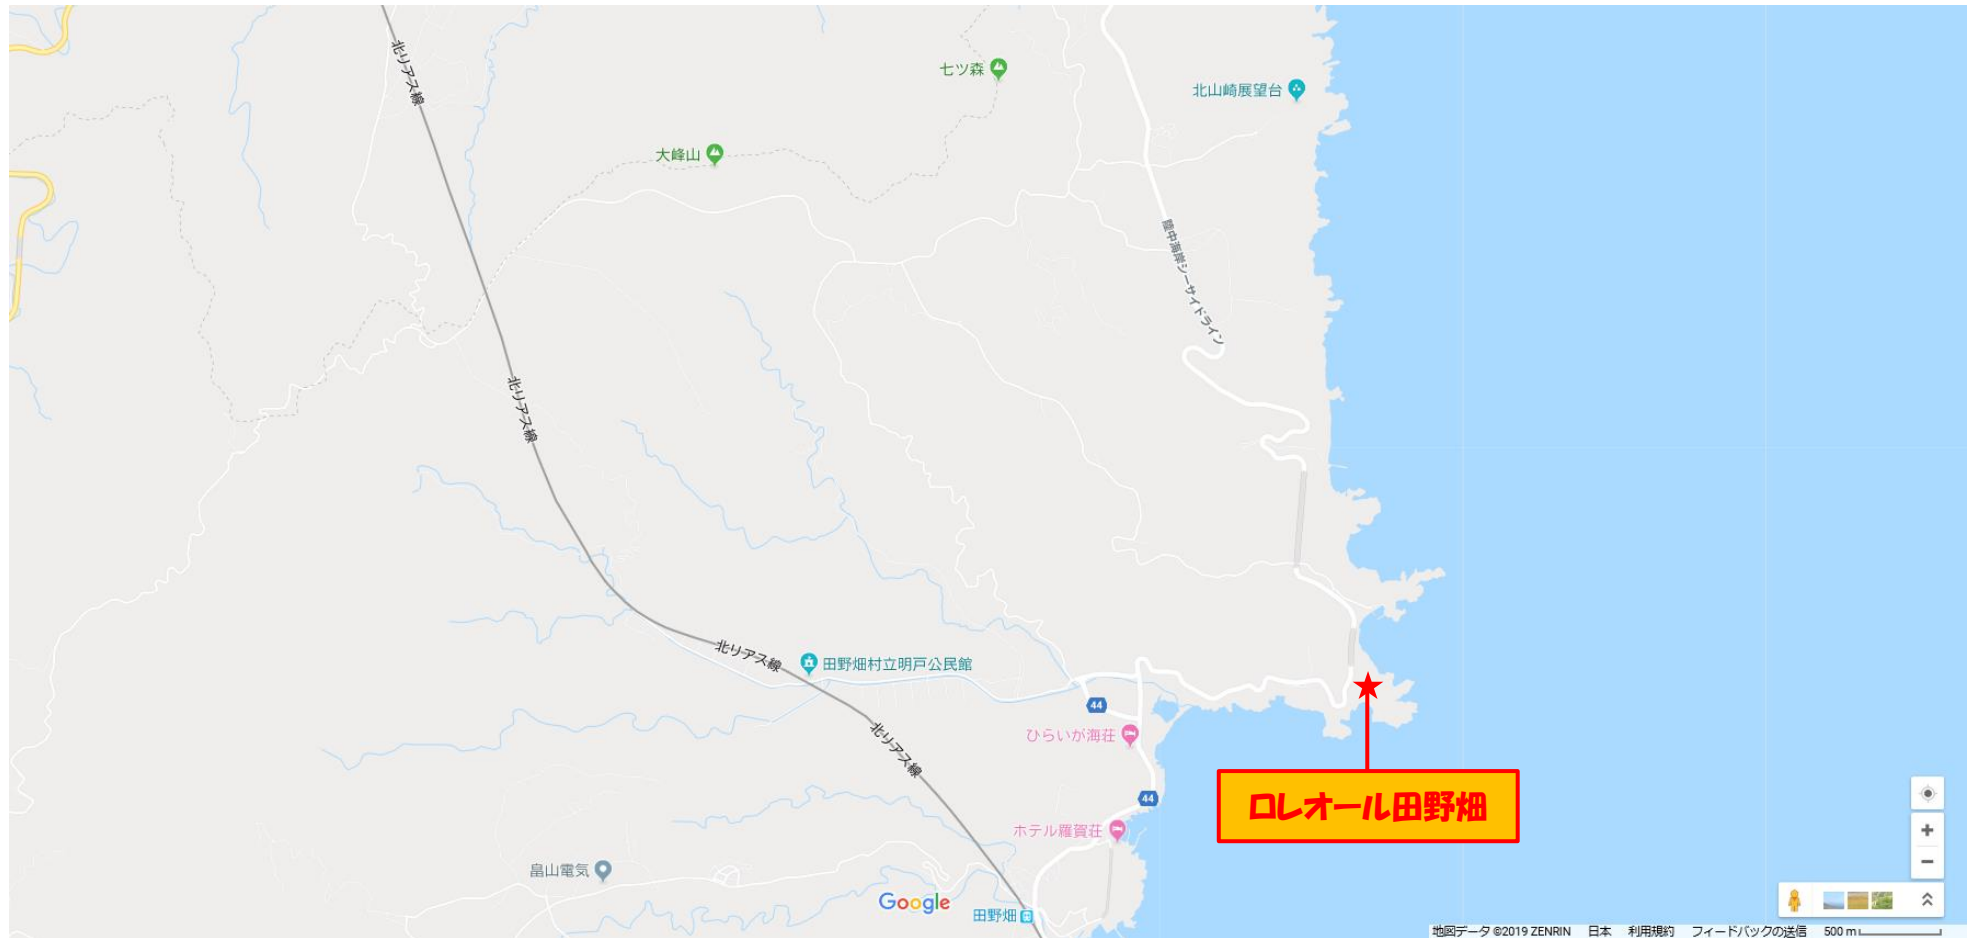 北リアス線
七ツ森
北山崎展望台
大峰山
陸中海岸シーサイドライン
北リアス線
北リアス線
田野畑村立明戸公民館
44
北リアス線
ひらいが海荘
44
ロレオール田野畑
ホテル羅賀荘
畠山電気
Google
田野畑
地図データ ©2019 ZENRIN 日本 利用規約 フィードバックの送信 500 m